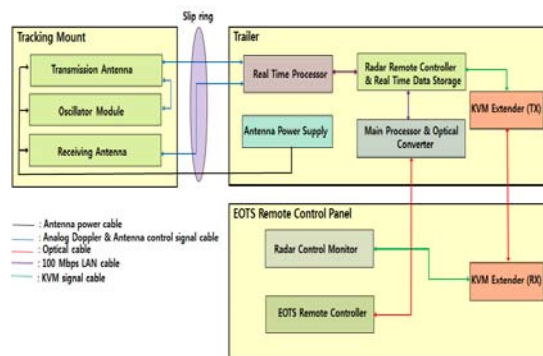 Slip ring
Tracking Mount
Transmission Antenna
Oscillator Module
Receiving Antenna
Trailer
Real Time Processor
Radar Remote Controller
& Real Time Data Storage
KVM Extender (TX)
Antenna Power Supply
Main Processor & Optical
Converter
: Antenna power cable
: Analog Doppler & Antenna control signal cable
: Optical cable
: 100 Mbps LAN cable
: KVM signal cable
EOTS Remote Control Panel
Radar Control Monitor
KVM Extender (RX)
EOTS Remote Controller